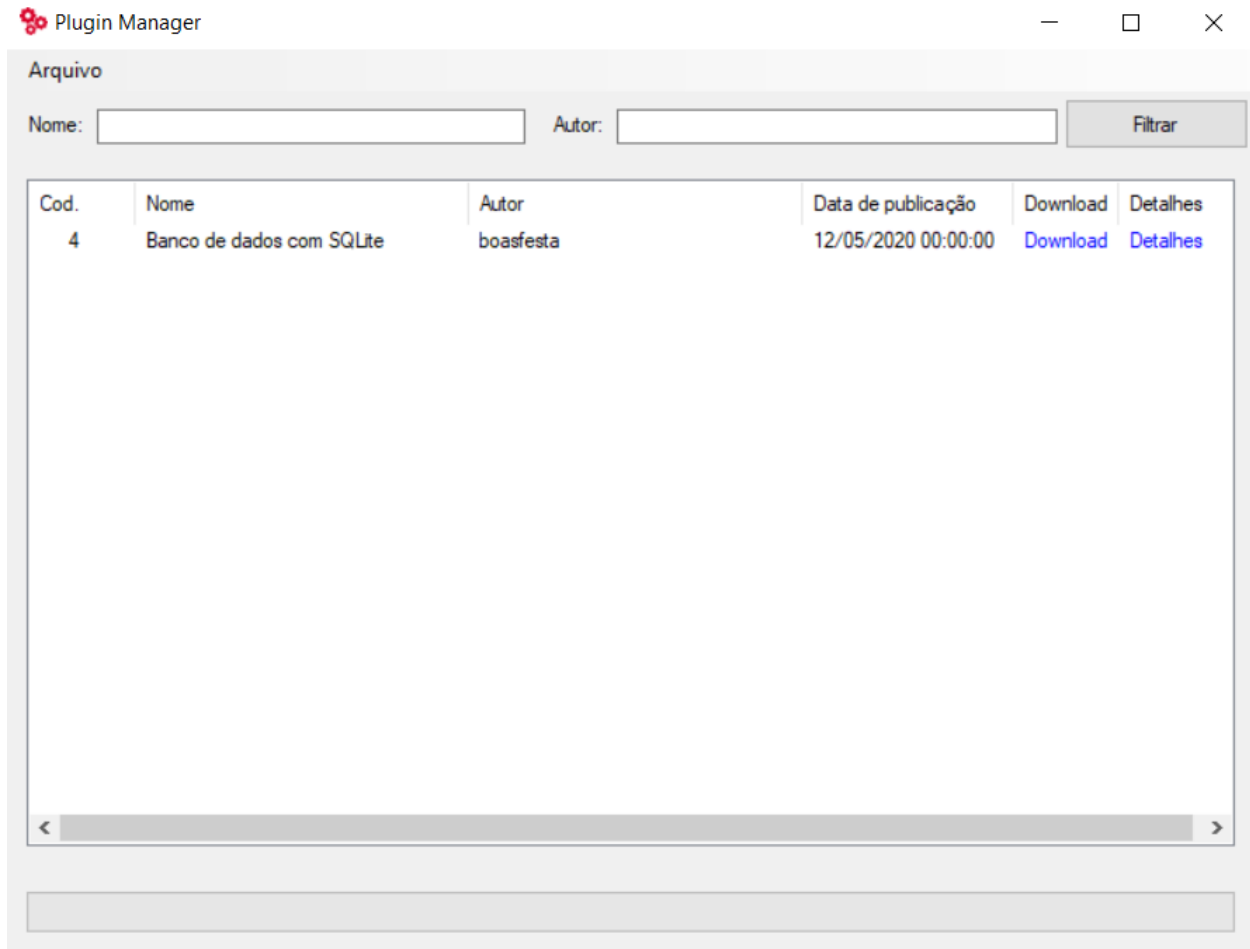 Plugin Manager
Arquivo
Nome: Autor: Filtrar
Cod. Nome Autor Data de publicação Download Detalhes
4 Banco de dados com SQLite boasfesta 12/05/2020 00:00:00 Download Detalhes